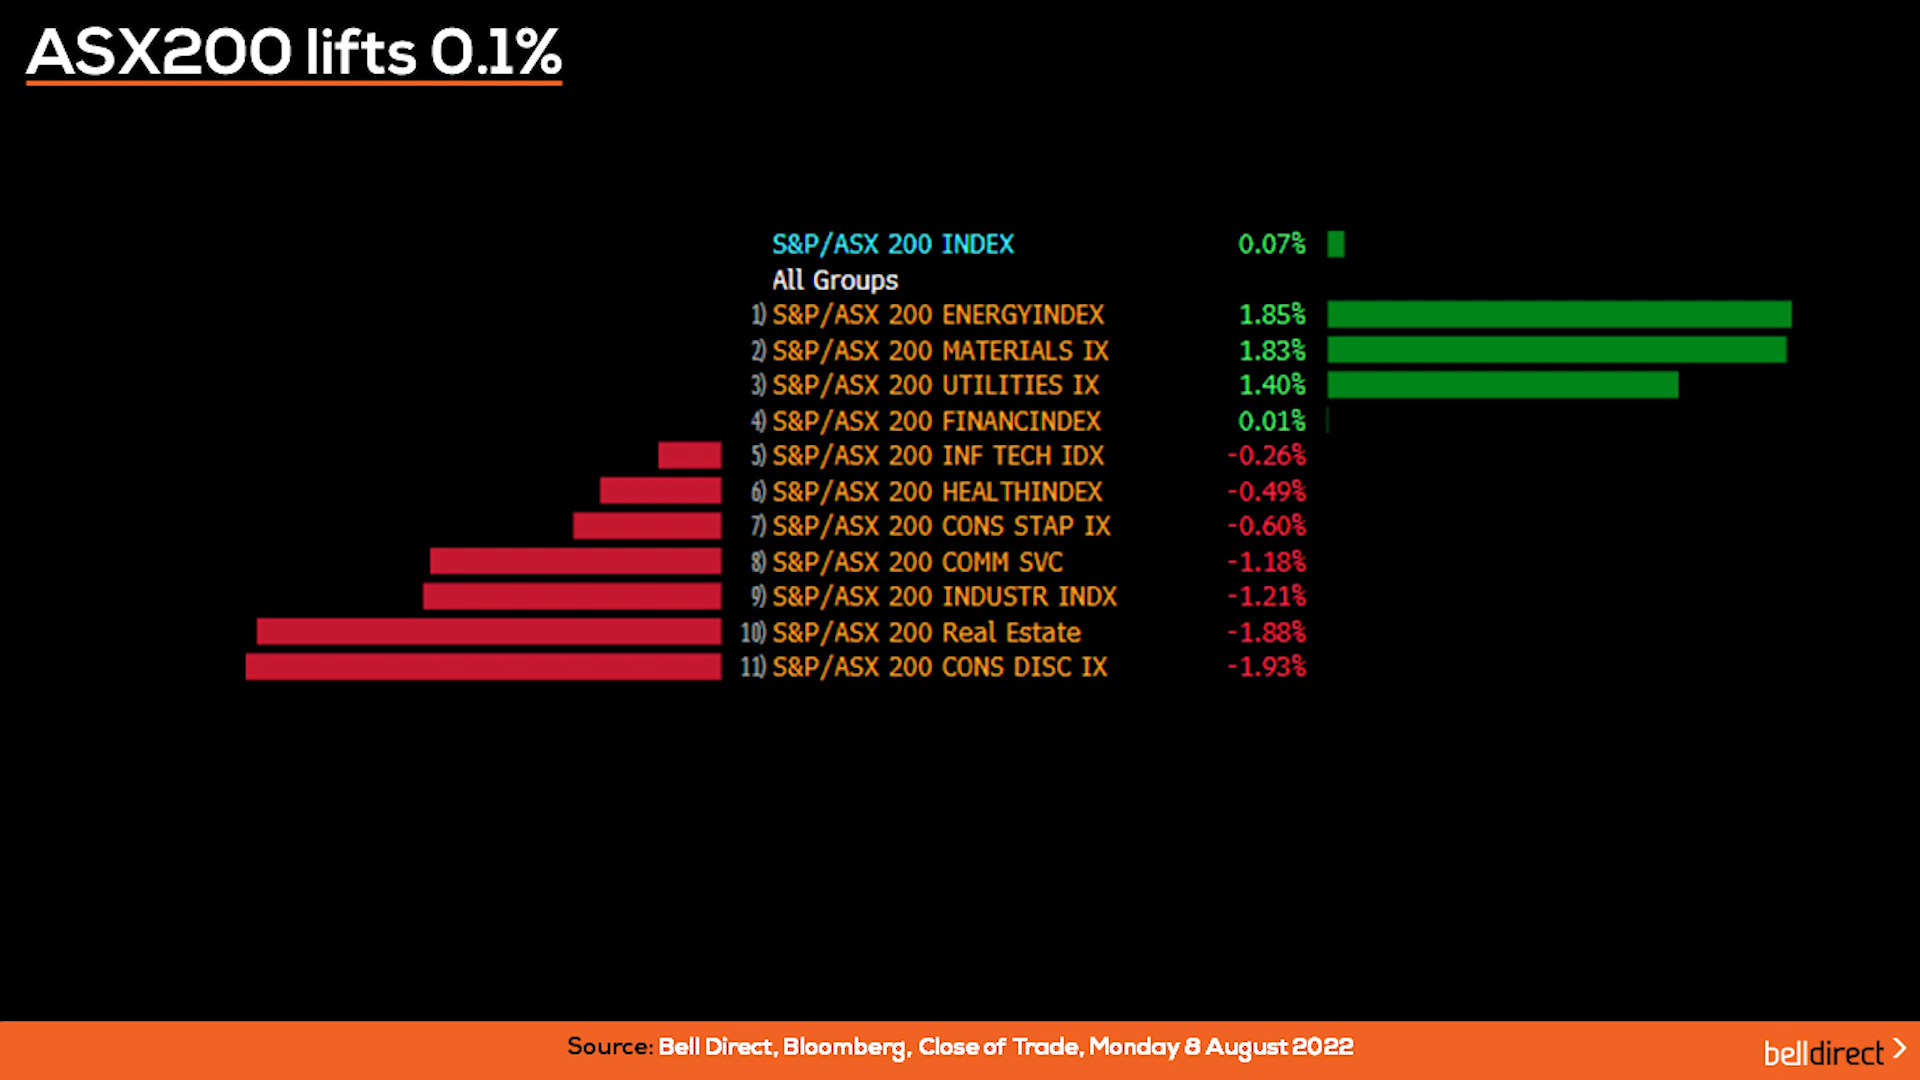 ASX200 lifts 0.1%
S&P/ASX 200 INDEX 0.07%
All Groups
1) S&P/ASX 200 ENERGYINDEX 1.85%
2) S&P/ASX 200 MATERIALS IX 1.83%
3) S&P/ASX 200 UTILITIES IX 1.40%
4) S&P/ASX 200 FINANCINDEX 0.01%
5) S&P/ASX 200 INF TECH IDX -0.26%
6) S&P/ASX 200 HEALTHINDEX -0.49%
7) S&P/ASX 200 CONS STAP IX -0.60%
8) S&P/ASX 200 COMM SVC -1.18%
9) S&P/ASX 200 INDUSTR INDX -1.21%
10) S&P/ASX 200 Real Estate -1.88%
11) S&P/ASX 200 CONS DISC IX -1.93%
Source: Bell Direct, Bloomberg, Close of Trade, Monday 8 August 2022
belldirect